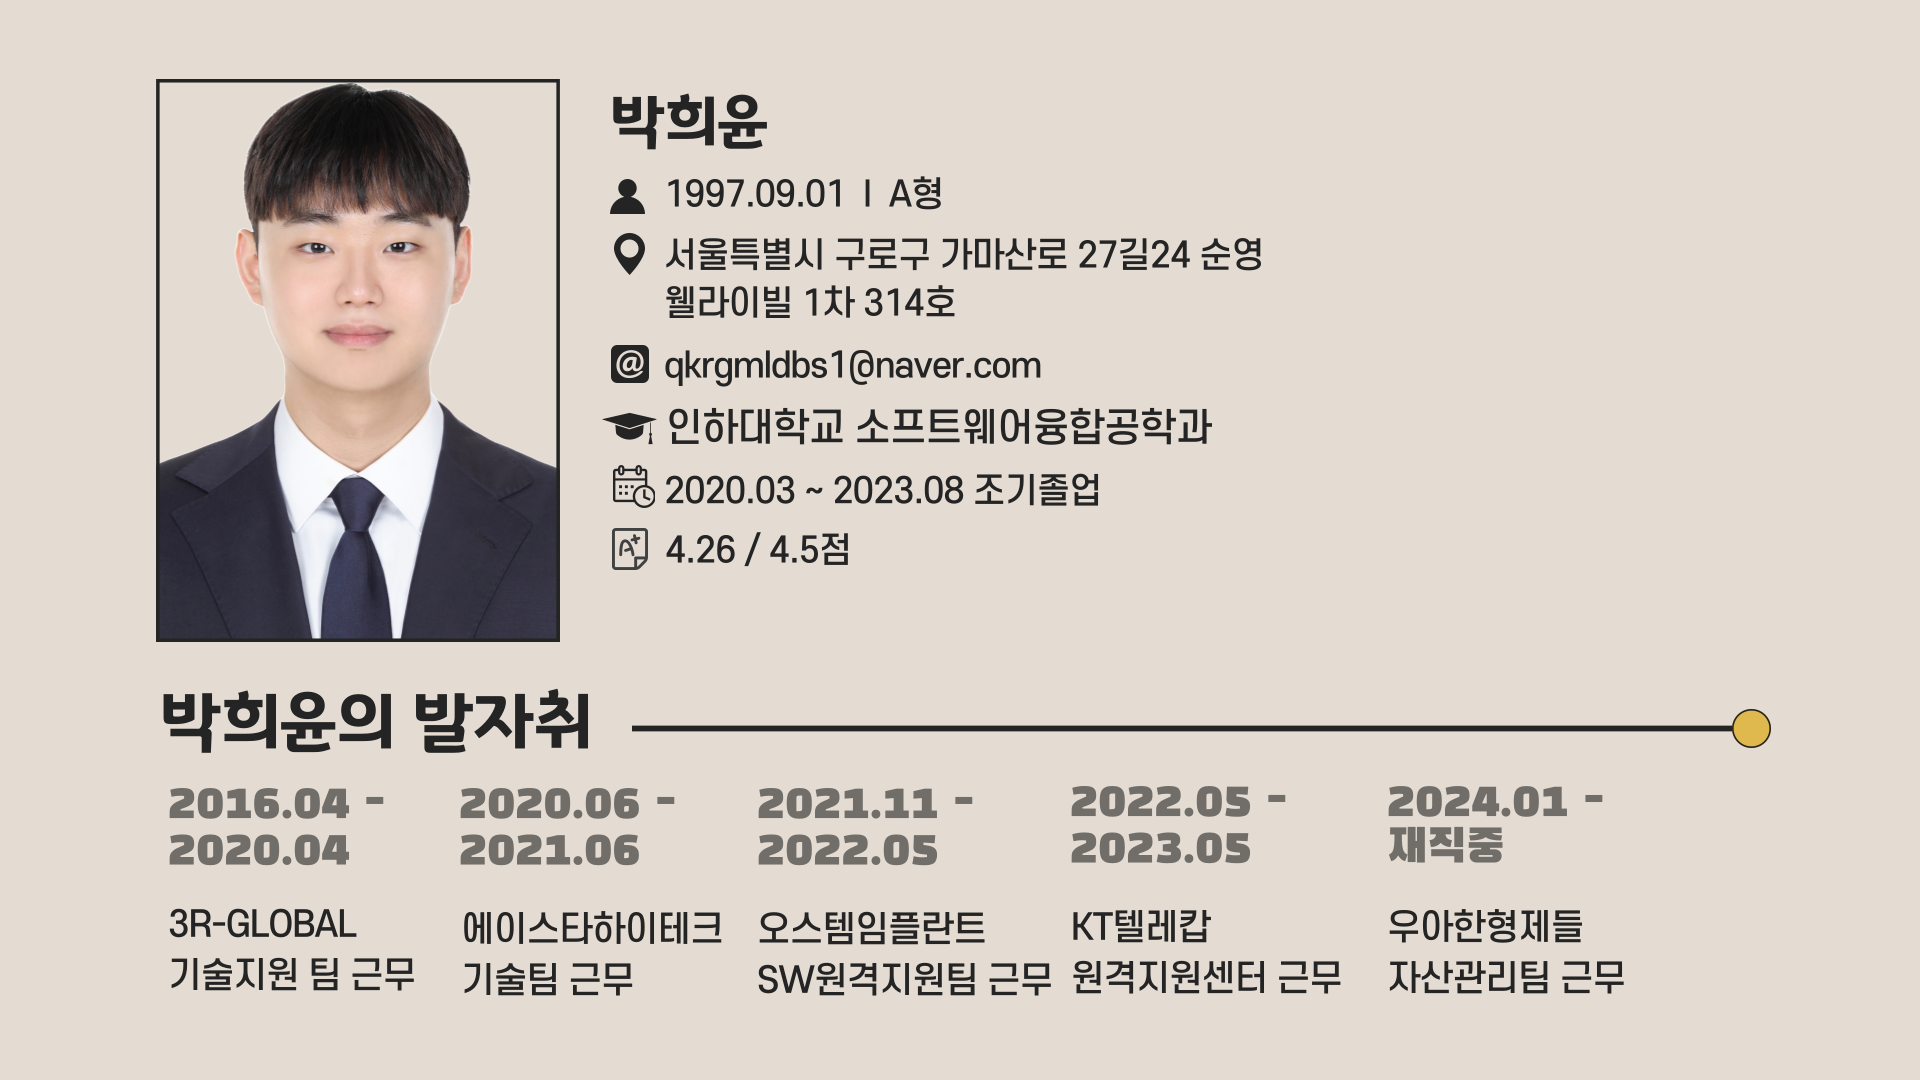 박희윤
1997.09.01 I A형
서울특별시 구로구 가마산로 27길24 순영
웰라이빌 1차 314호
@ qkrgmldbs1@naver.com
인하대학교 소프트웨어융합공학과
2020.03 ~ 2023.08 조기졸업
A+ 4.26 / 4.5점
박희윤의 발자취
2016.04 -
2020.04
3R-GLOBAL
기술지원 팀 근무
2020.06 -
2021.06
에이스타하이테크
기술팀 근무
2021.11 -
2022.05
오스템임플란트
SW원격지원팀 근무
2022.05 -
2023.05
KT텔레캅
원격지원센터 근무
2024.01 -
재직중
우아한형제들
자산관리팀 근무